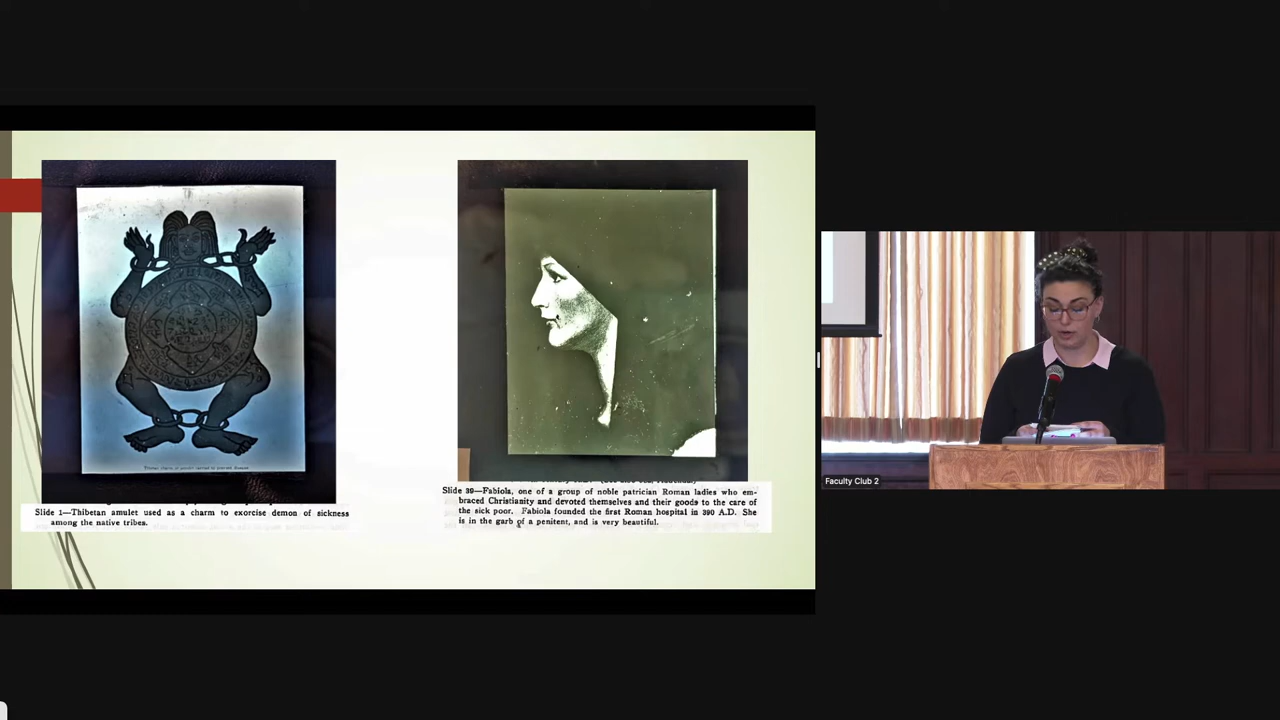 Slide 1—Thibetan amulet used as a charm to exorcise demon of sickness
among the native tribes.
Slide 39—Fabiola, one of a group of noble patrician Roman ladies who em-
braced Christianity and devoted themselves and their goods to the care of
the sick poor. Fabiola founded the first Roman hospital in 390 A.D. She
is in the garb of a penitent, and is very beautiful.
Faculty Club 2